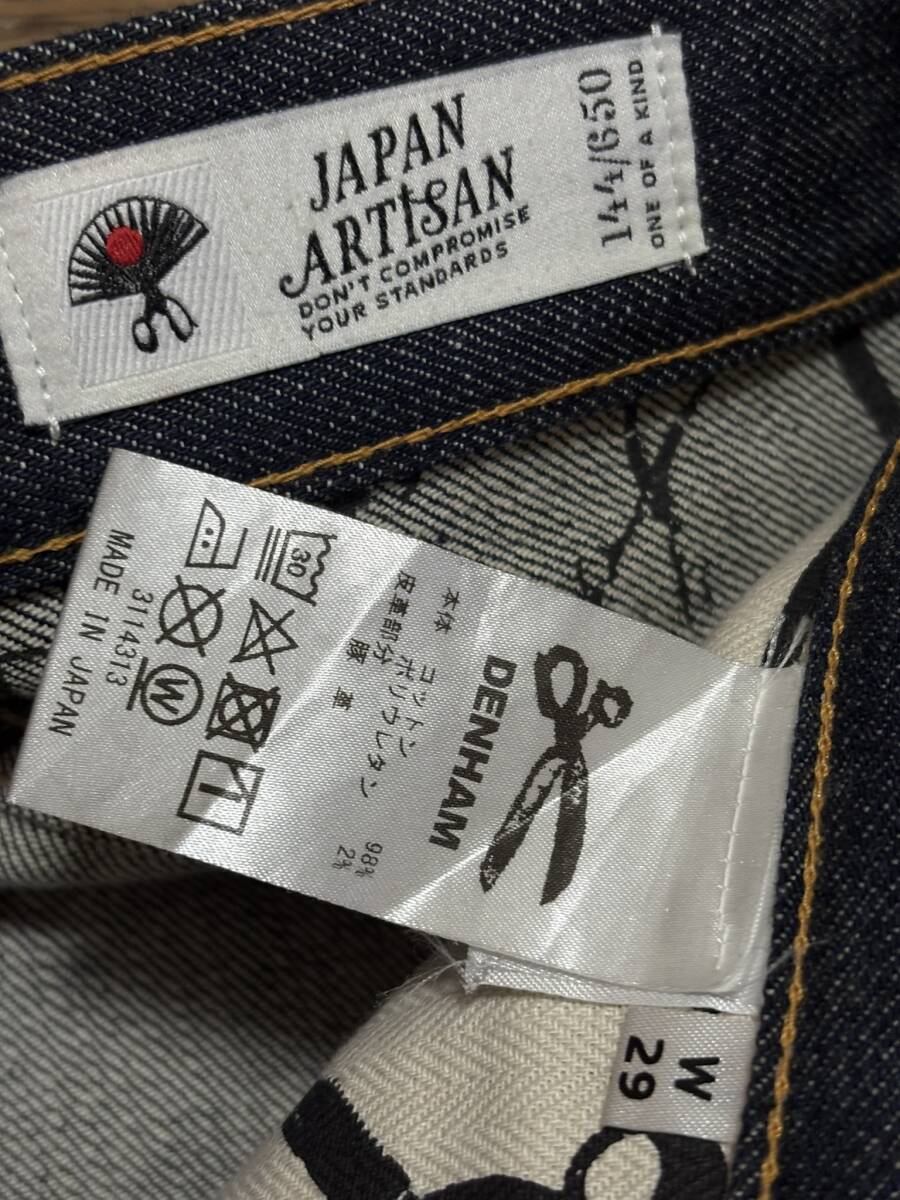 JAPAN
ARTISAN
DON'T COMPROMISE
YOUR STANDARDS
144/650
ONE OF A KIND
DENHAM
本体 コットン 98%
ポリウレタン 2%
皮革部分 豚革
30
W
3114313
MADE IN JAPAN
W
29